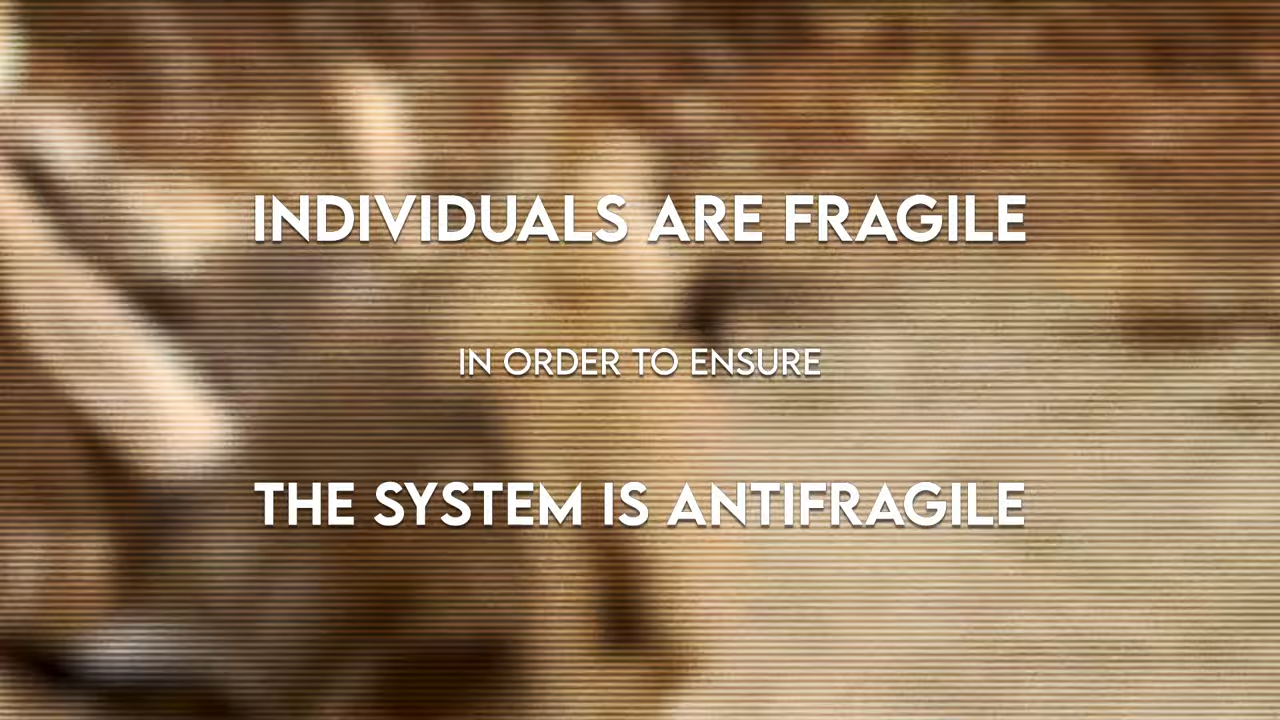 INDIVIDUALS ARE FRAGILE
IN ORDER TO ENSURE
THE SYSTEM IS ANTIFRAGILE